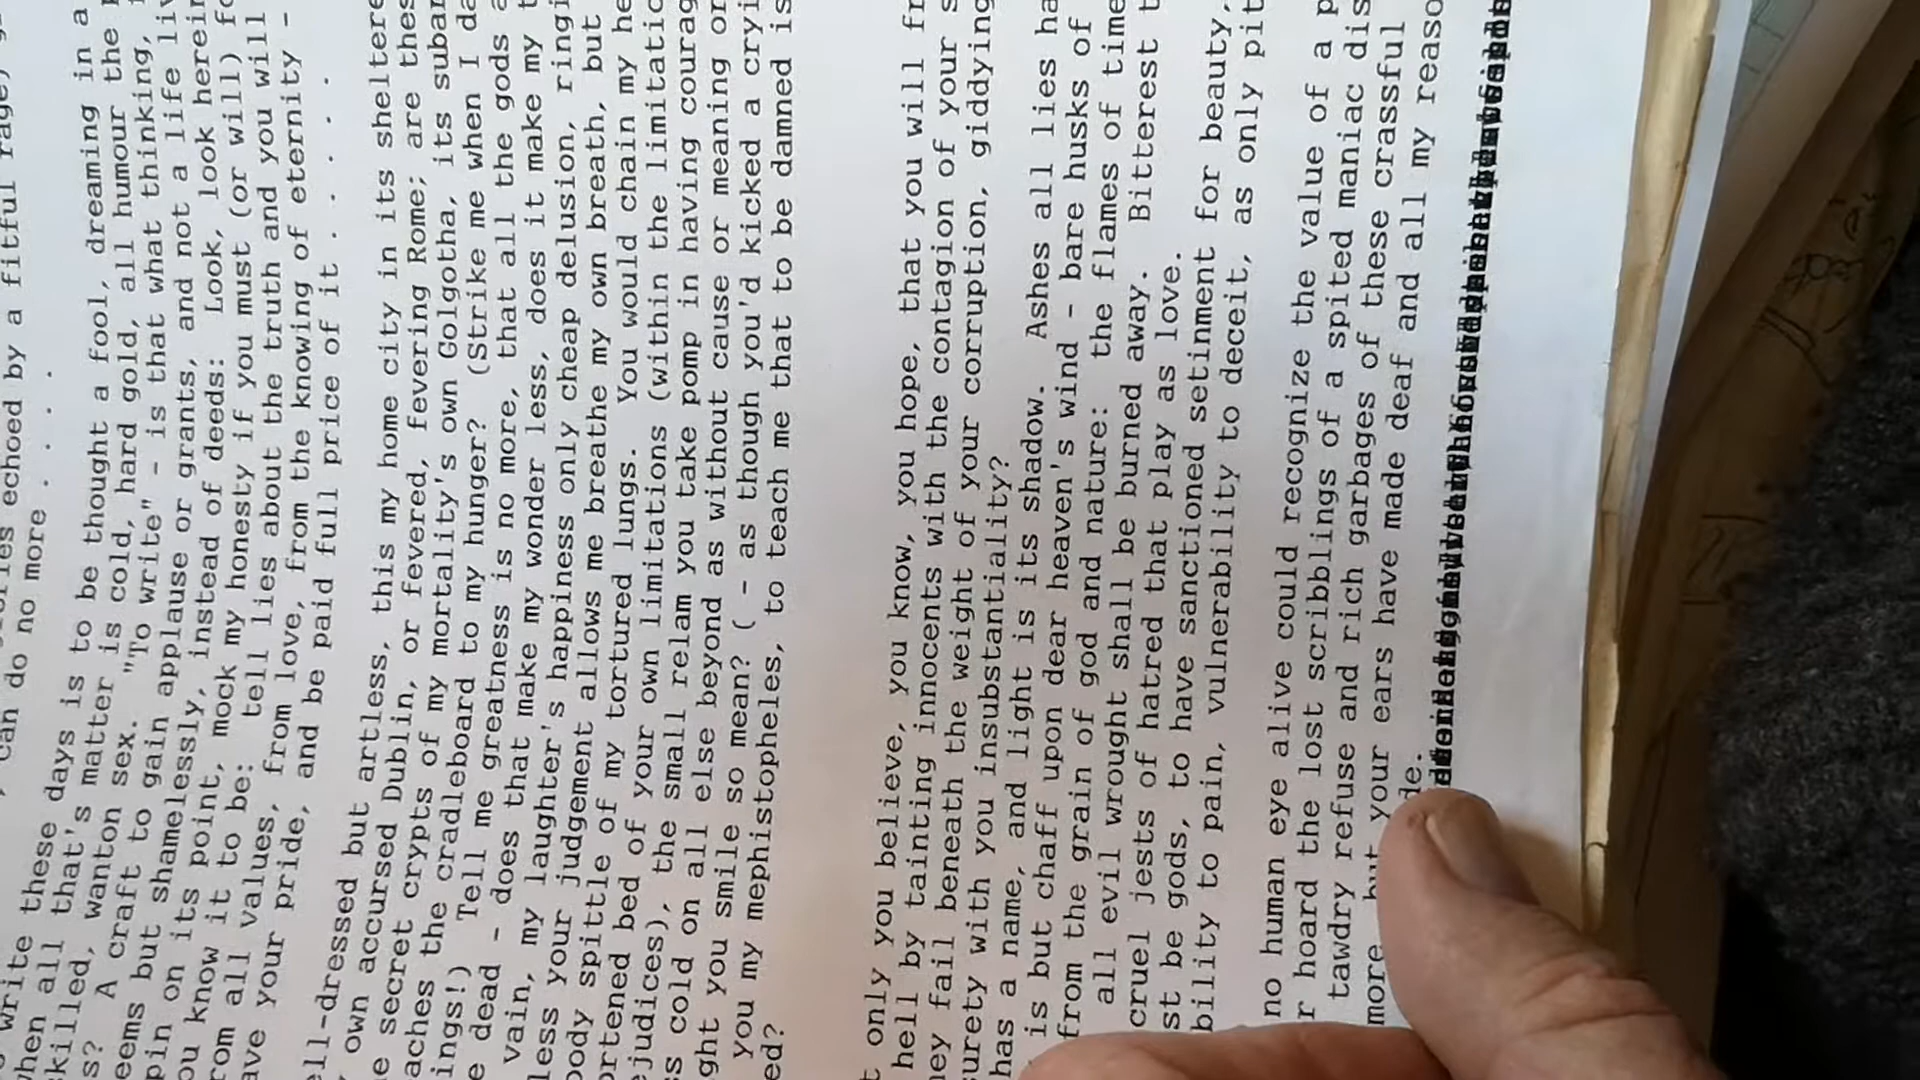 echoed by a fitful rage,
can do no more . . . .
write these days is to be thought a fool, dreaming in a
when all that's matter is cold, hard gold, all humour the
skilled, wanton sex. "To write" - is that what thinking,
s? A craft to gain applause or grants, and not a life liv
eems but shamelessly, instead of deeds: Look, look herein
pin on its point, mock my honesty if you must (or will) fo
ou know it to be: tell lies about the truth and you will
rom all values, from love, from the knowing of eternity -
ave your pride, and be paid full price of it . . . . .
ell-dressed but artless, this my home city in its sheltere
own accursed Dublin, or fevered, fevering Rome; are thes
e secret crypts of my mortality's own Golgotha, its subar
aches the cradleboard to my hunger? (Strike me when I da
ings!) Tell me greatness is no more, that all the gods a
e dead - does that make my wonder less, does it make my t
vain, my laughter's happiness only cheap delusion, ringi
less your judgement allows me breathe my own breath, but
ody spittle of my tortured lungs. You would chain my he
ortened bed of your own limitations (within the limitatio
ejudices), the small relam you take pomp in having courag
s cold on all else beyond as without cause or meaning or
ght you smile so mean? ( - as though you'd kicked a cryi
you my mephistopheles, to teach me that to be damned is
ed?
t only you believe, you know, you hope, that you will fr
hell by tainting innocents with the contagion of your s
hey fail beneath the weight of your corruption, giddying
surety with you insubstantiality?
has a name, and light is its shadow. Ashes all lies ha
is but chaff upon dear heaven's wind - bare husks of
from the grain of god and nature: the flames of time
all evil wrought shall be burned away. Bitterest t
cruel jests of hatred that play as love.
st be gods, to have sanctioned setinment for beauty,
bility to pain, vulnerability to deceit, as only pit
no human eye alive could recognize the value of a p
r hoard the lost scribblings of a spited maniac dis
tawdry refuse and rich garbages of these crassful
more but your ears have made deaf and all my reaso
de.